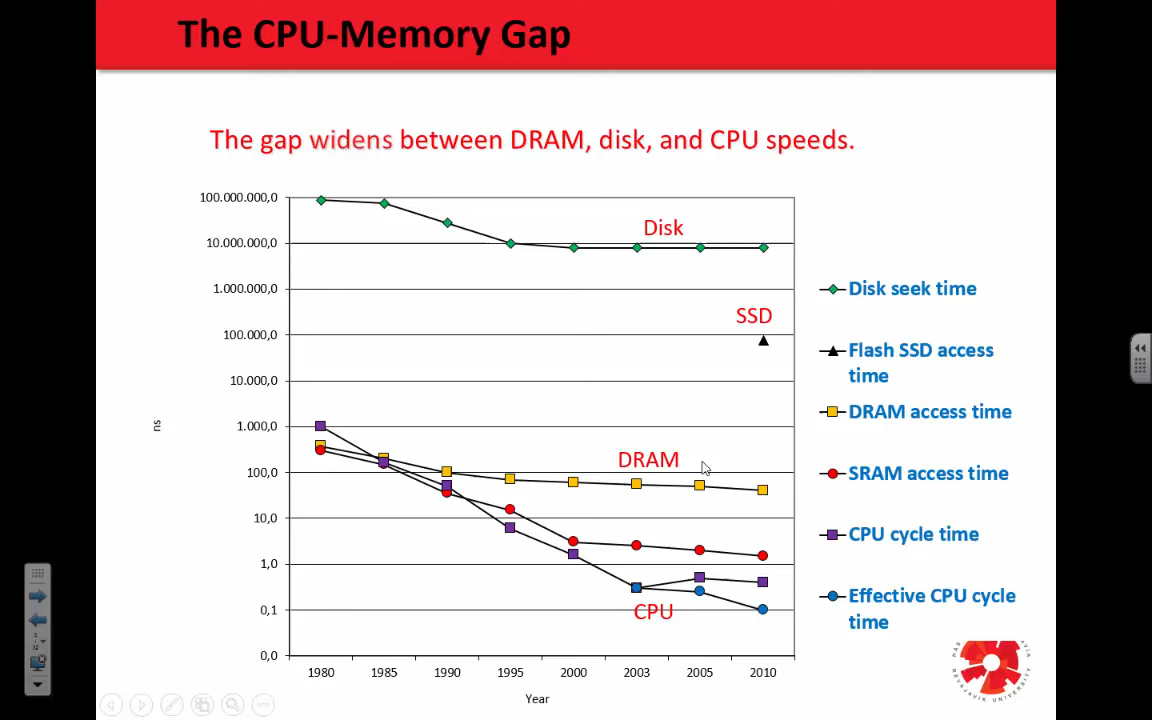 The CPU-Memory Gap
The gap widens between DRAM, disk, and CPU speeds.
100.000.000,0
10.000.000,0
1.000.000,0
100.000,0
10.000,0
1.000,0
100,0
10,0
1,0
0,1
0,0
ns
Disk
SSD
DRAM
CPU
1980
1985
1990
1995
2000
2003
2005
2010
Year
Disk seek time
Flash SSD access
time
DRAM access time
SRAM access time
CPU cycle time
Effective CPU cycle
time
REYKJAVIK UNIVERSITY